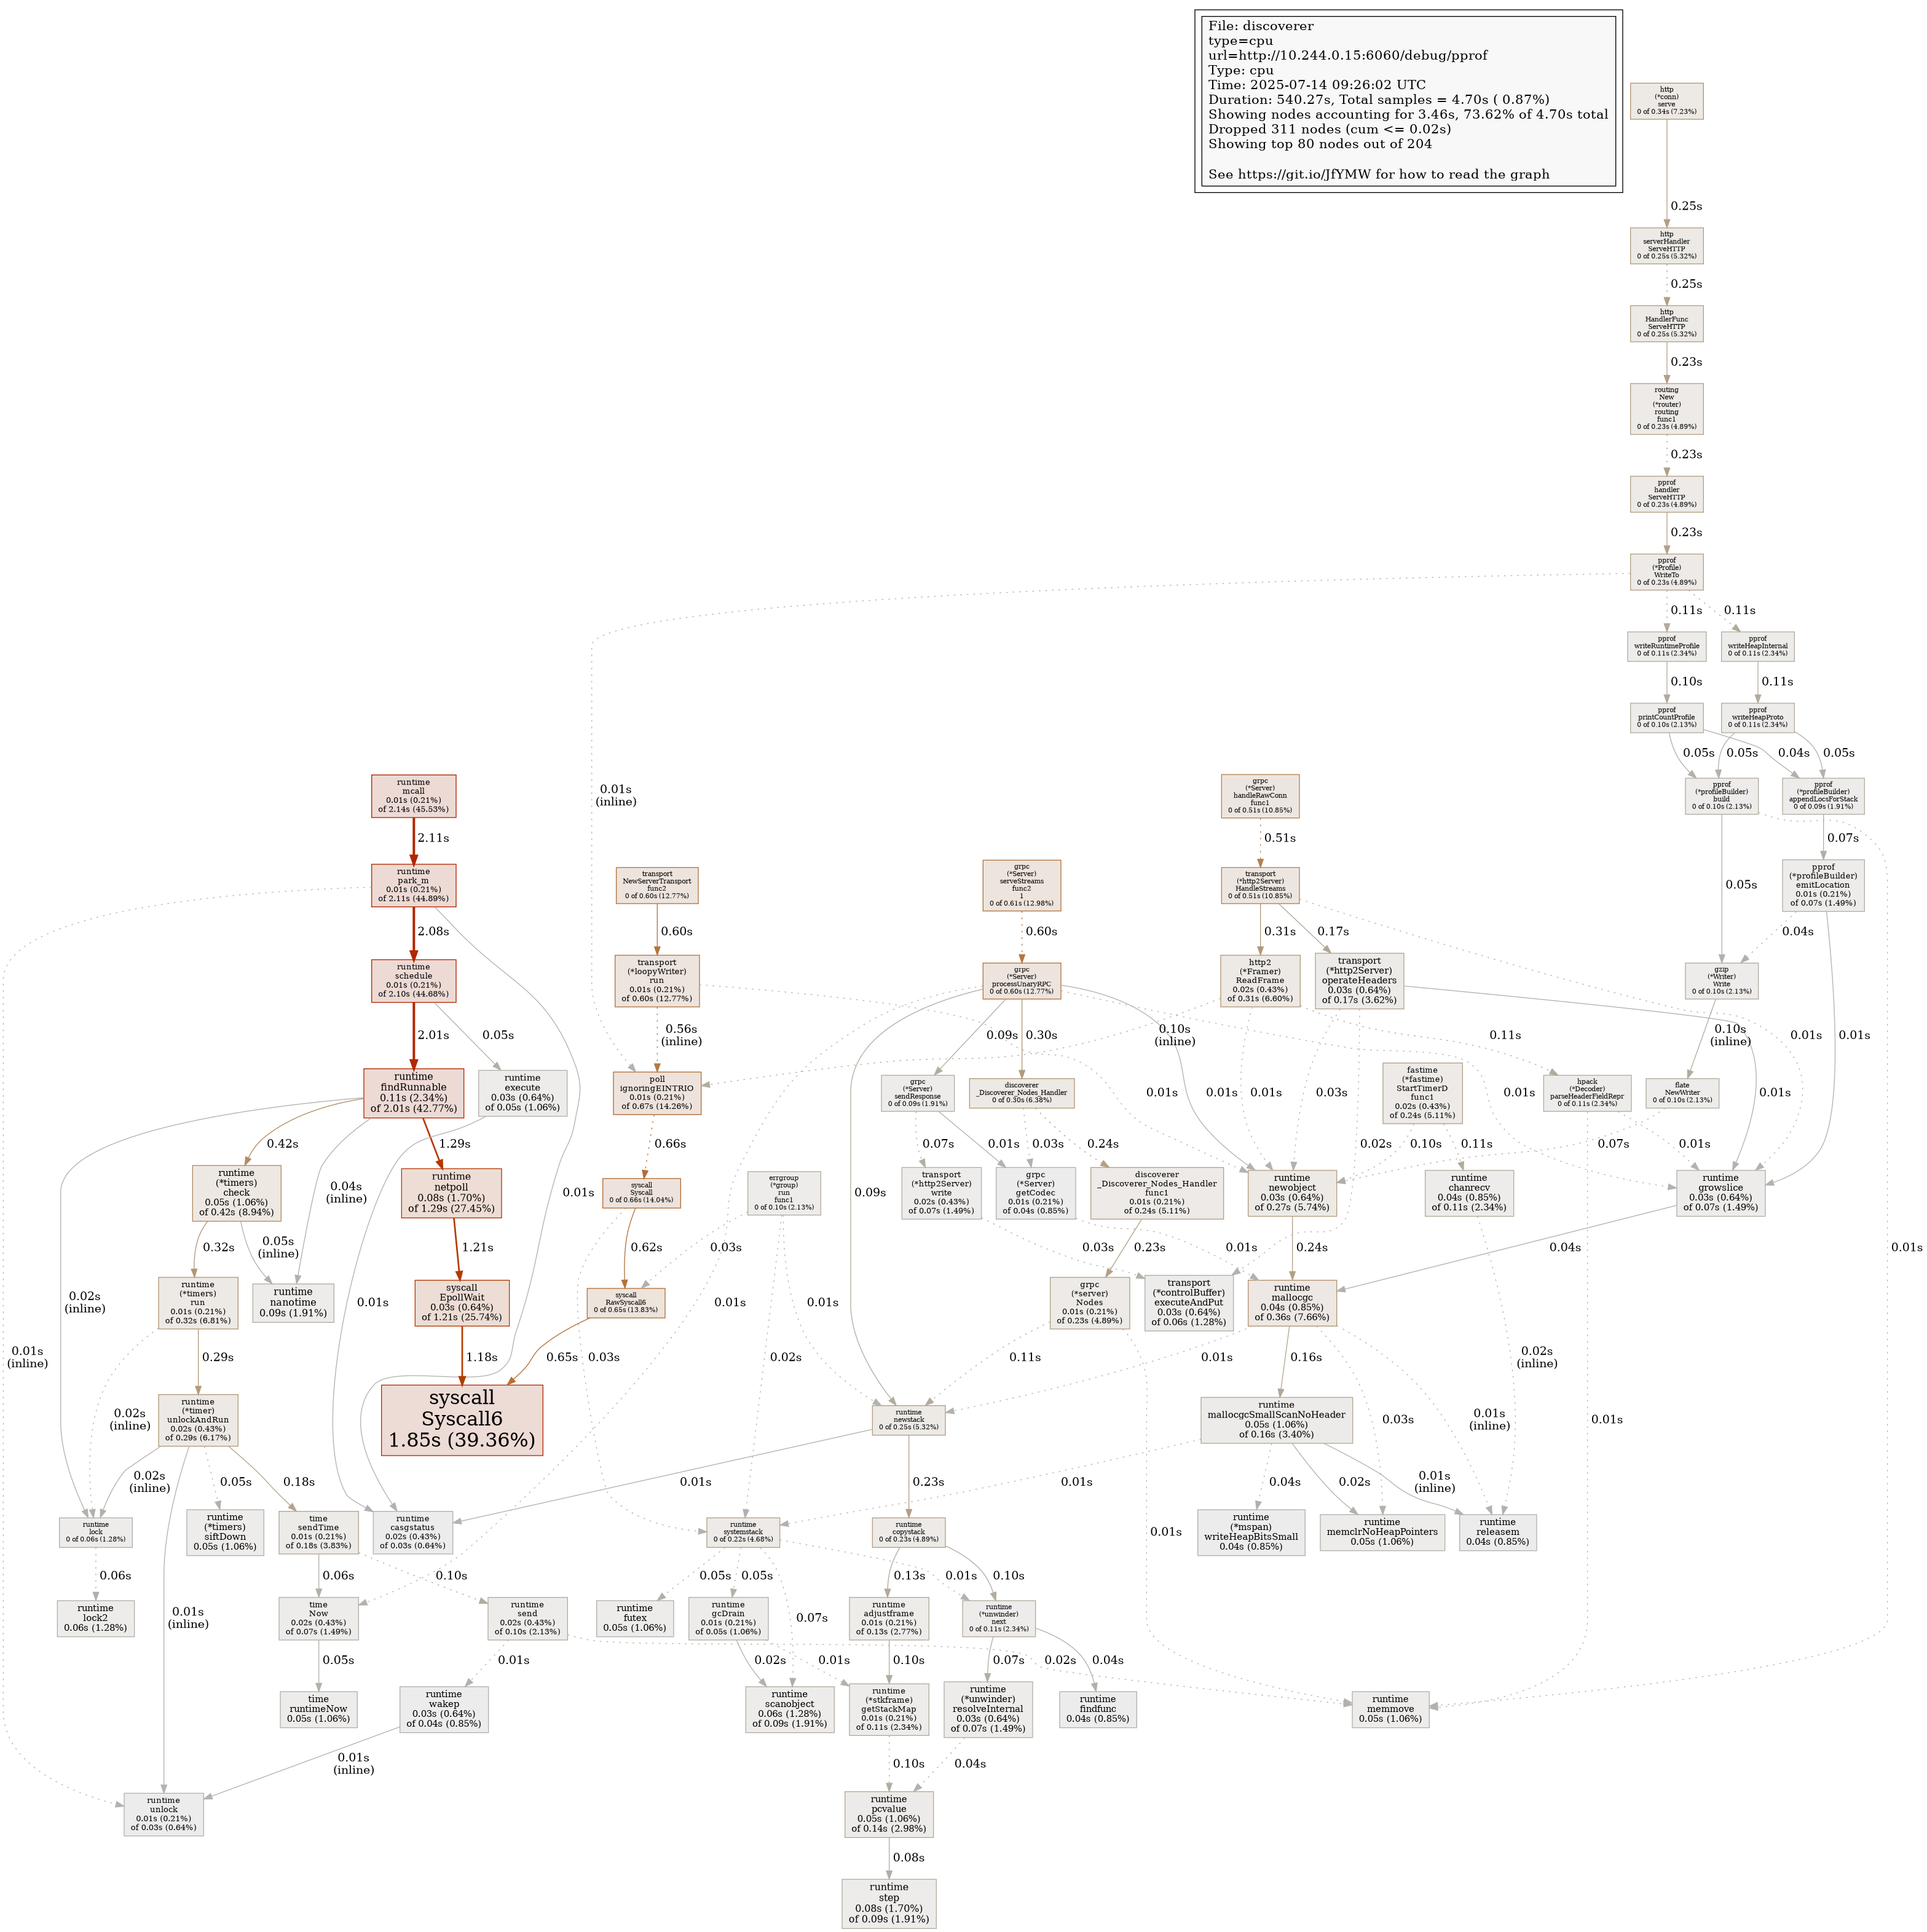 File: discoverer
type=cpu
url=http://10.244.0.15:6060/debug/pprof
Type: cpu
Time: 2025-07-14 09:26:02 UTC
Duration: 540.27s, Total samples = 4.70s ( 0.87%)
Showing nodes accounting for 3.46s, 73.62% of 4.70s total
Dropped 311 nodes (cum <= 0.02s)
Showing top 80 nodes out of 204
See https://git.io/JfYMW for how to read the graph
http
(*conn)
serve
0 of 0.34s (7.23%)
0.25s
http
serverHandler
ServeHTTP
0 of 0.25s (5.32%)
0.25s
http
HandlerFunc
ServeHTTP
0 of 0.25s (5.32%)
0.23s
routing
New
(*router)
routing
func1
0 of 0.23s (4.89%)
0.23s
pprof
handler
ServeHTTP
0 of 0.23s (4.89%)
0.23s
pprof
(*Profile)
WriteTo
0 of 0.23s (4.89%)
0.11s
0.11s
pprof
writeRuntimeProfile
0 of 0.11s (2.34%)
pprof
writeHeapInternal
0 of 0.11s (2.34%)
0.10s
0.11s
pprof
printCountProfile
0 of 0.10s (2.13%)
pprof
writeHeapProto
0 of 0.11s (2.34%)
0.05s
0.05s
0.04s
0.05s
runtime
mcall
0.01s (0.21%)
of 2.14s (45.53%)
0.01s
(inline)
grpc
(*Server)
handleRawConn
func1
0 of 0.51s (10.85%)
pprof
(*profileBuilder)
build
0 of 0.10s (2.13%)
pprof
(*profileBuilder)
appendLocsForStack
0 of 0.09s (1.91%)
2.11s
0.51s
0.07s
runtime
park_m
0.01s (0.21%)
of 2.11s (44.89%)
transport
NewServerTransport
func2
0 of 0.60s (12.77%)
grpc
(*Server)
serveStreams
func2
1
0 of 0.61s (12.98%)
transport
(*http2Server)
HandleStreams
0 of 0.51s (10.85%)
0.05s
pprof
(*profileBuilder)
emitLocation
0.01s (0.21%)
of 0.07s (1.49%)
2.08s
0.60s
0.60s
0.31s
0.17s
0.04s
runtime
schedule
0.01s (0.21%)
of 2.10s (44.68%)
transport
(*loopyWriter)
run
0.01s (0.21%)
of 0.60s (12.77%)
grpc
(*Server)
processUnaryRPC
0 of 0.60s (12.77%)
http2
(*Framer)
ReadFrame
0.02s (0.43%)
of 0.31s (6.60%)
transport
(*http2Server)
operateHeaders
0.03s (0.64%)
of 0.17s (3.62%)
gzip
(*Writer)
Write
0 of 0.10s (2.13%)
2.01s
0.05s
0.56s
(inline)
0.09s
0.30s
0.10s
(inline)
0.11s
0.01s
0.10s
(inline)
0.01s
runtime
findRunnable
0.11s (2.34%)
of 2.01s (42.77%)
runtime
execute
0.03s (0.64%)
of 0.05s (1.06%)
poll
ignoringEINTRIO
0.01s (0.21%)
of 0.67s (14.26%)
grpc
(*Server)
sendResponse
0 of 0.09s (1.91%)
discoverer
_Discoverer_Nodes_Handler
0 of 0.30s (6.38%)
0.01s
0.01s
0.01s
0.03s
fastime
(*fastime)
StartTimerD
func1
0.02s (0.43%)
of 0.24s (5.11%)
0.01s
hpack
(*Decoder)
parseHeaderFieldRepr
0 of 0.11s (2.34%)
flate
NewWriter
0 of 0.10s (2.13%)
0.01s
0.42s
1.29s
0.66s
0.07s
0.01s
0.03s
0.24s
0.02s
0.10s
0.11s
0.07s
0.01s
runtime
(*timers)
check
0.05s (1.06%)
of 0.42s (8.94%)
0.04s
(inline)
runtime
netpoll
0.08s (1.70%)
of 1.29s (27.45%)
0.01s
syscall
Syscall
0 of 0.66s (14.04%)
errgroup
(*group)
run
func1
0 of 0.10s (2.13%)
0.09s
transport
(*http2Server)
write
0.02s (0.43%)
of 0.07s (1.49%)
grpc
(*Server)
getCodec
0.01s (0.21%)
of 0.04s (0.85%)
discoverer
_Discoverer_Nodes_Handler
func1
0.01s (0.21%)
of 0.24s (5.11%)
runtime
newobject
0.03s (0.64%)
of 0.27s (5.74%)
runtime
chanrecv
0.04s (0.85%)
of 0.11s (2.34%)
runtime
growslice
0.03s (0.64%)
of 0.07s (1.49%)
0.32s
0.05s
(inline)
1.21s
0.62s
0.03s
0.03s
0.01s
0.23s
0.24s
0.04s
0.01s
0.02s
(inline)
runtime
(*timers)
run
0.01s (0.21%)
of 0.32s (6.81%)
runtime
nanotime
0.09s (1.91%)
0.01s
syscall
EpollWait
0.03s (0.64%)
of 1.21s (25.74%)
syscall
RawSyscall6
0 of 0.65s (13.83%)
0.01s
0.01s
grpc
(*server)
Nodes
0.01s (0.21%)
of 0.23s (4.89%)
transport
(*controlBuffer)
executeAndPut
0.03s (0.64%)
of 0.06s (1.28%)
runtime
mallocgc
0.04s (0.85%)
of 0.36s (7.66%)
0.01s
(inline)
0.29s
1.18s
0.65s
0.03s
0.02s
0.11s
0.01s
0.16s
0.02s
(inline)
0.02s
(inline)
runtime
(*timer)
unlockAndRun
0.02s (0.43%)
of 0.29s (6.17%)
syscall
Syscall6
1.85s (39.36%)
runtime
newstack
0 of 0.25s (5.32%)
runtime
mallocgcSmallScanNoHeader
0.05s (1.06%)
of 0.16s (3.40%)
0.03s
0.01s
(inline)
0.01s
0.02s
(inline)
0.05s
0.18s
0.01s
0.23s
0.01s
0.04s
0.02s
0.01s
(inline)
runtime
lock
0 of 0.06s (1.28%)
runtime
(*timers)
siftDown
0.05s (1.06%)
time
sendTime
0.01s (0.21%)
of 0.18s (3.83%)
runtime
casgstatus
0.02s (0.43%)
of 0.03s (0.64%)
runtime
systemstack
0 of 0.22s (4.68%)
runtime
copystack
0 of 0.23s (4.89%)
0.01s
runtime
(*mspan)
writeHeapBitsSmall
0.04s (0.85%)
runtime
memclrNoHeapPointers
0.05s (1.06%)
runtime
releasem
0.04s (0.85%)
0.06s
0.06s
0.10s
0.05s
0.05s
0.13s
0.01s
0.10s
runtime
lock2
0.06s (1.28%)
0.01s
(inline)
time
Now
0.02s (0.43%)
of 0.07s (1.49%)
runtime
send
0.02s (0.43%)
of 0.10s (2.13%)
runtime
futex
0.05s (1.06%)
runtime
gcDrain
0.01s (0.21%)
of 0.05s (1.06%)
0.07s
runtime
adjustframe
0.01s (0.21%)
of 0.13s (2.77%)
runtime
(*unwinder)
next
0 of 0.11s (2.34%)
0.05s
0.01s
0.02s
0.01s
0.10s
0.07s
0.02s
0.04s
time
runtimeNow
0.05s (1.06%)
runtime
wakep
0.03s (0.64%)
of 0.04s (0.85%)
runtime
scanobject
0.06s (1.28%)
of 0.09s (1.91%)
runtime
(*stkframe)
getStackMap
0.01s (0.21%)
of 0.11s (2.34%)
runtime
(*unwinder)
resolveInternal
0.03s (0.64%)
of 0.07s (1.49%)
runtime
findfunc
0.04s (0.85%)
runtime
memmove
0.05s (1.06%)
0.01s
(inline)
0.10s
0.04s
runtime
unlock
0.01s (0.21%)
of 0.03s (0.64%)
runtime
pcvalue
0.05s (1.06%)
of 0.14s (2.98%)
0.08s
runtime
step
0.08s (1.70%)
of 0.09s (1.91%)